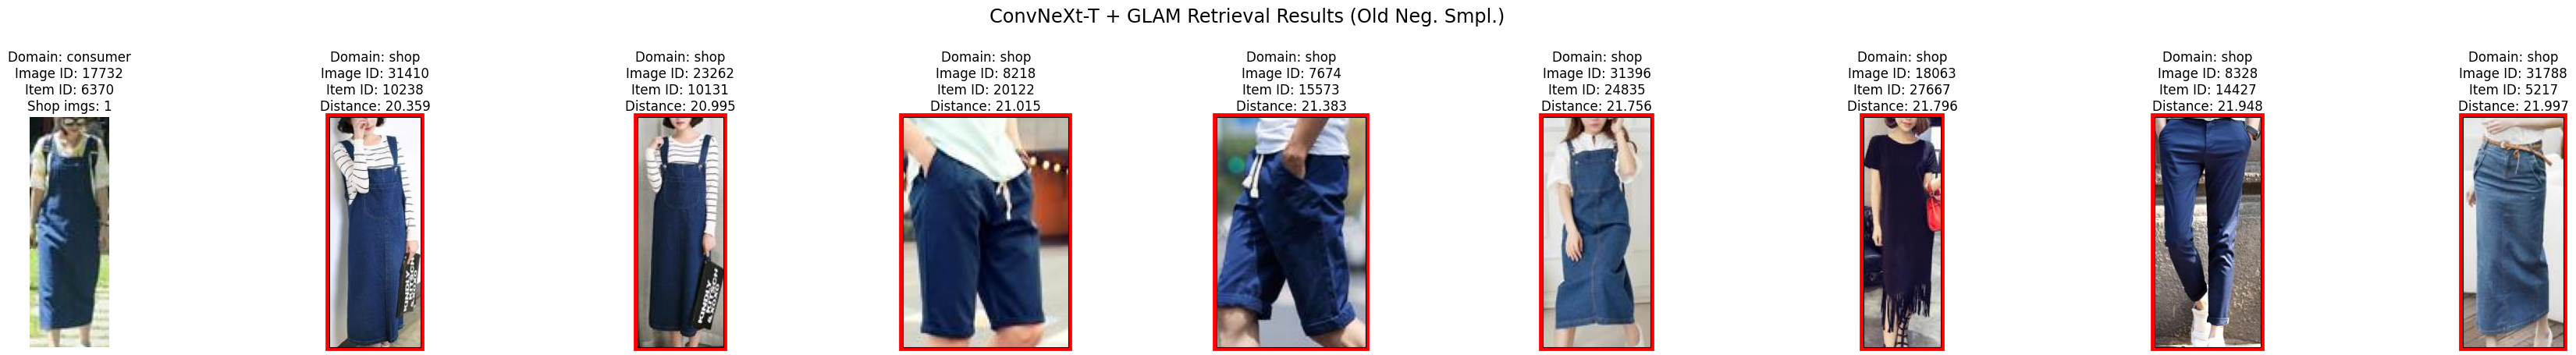 ConvNeXt-T + GLAM Retrieval Results (Old Neg. Smpl.)
Domain: consumer
Image ID: 17732
Item ID: 6370
Shop imgs: 1
Domain: shop
Image ID: 31410
Item ID: 10238
Distance: 20.359
Domain: shop
Image ID: 23262
Item ID: 10131
Distance: 20.995
Domain: shop
Image ID: 8218
Item ID: 20122
Distance: 21.015
Domain: shop
Image ID: 7674
Item ID: 15573
Distance: 21.383
Domain: shop
Image ID: 31396
Item ID: 24835
Distance: 21.756
Domain: shop
Image ID: 18063
Item ID: 27667
Distance: 21.796
Domain: shop
Image ID: 8328
Item ID: 14427
Distance: 21.948
Domain: shop
Image ID: 31788
Item ID: 5217
Distance: 21.997
KINDLY
KINDLY